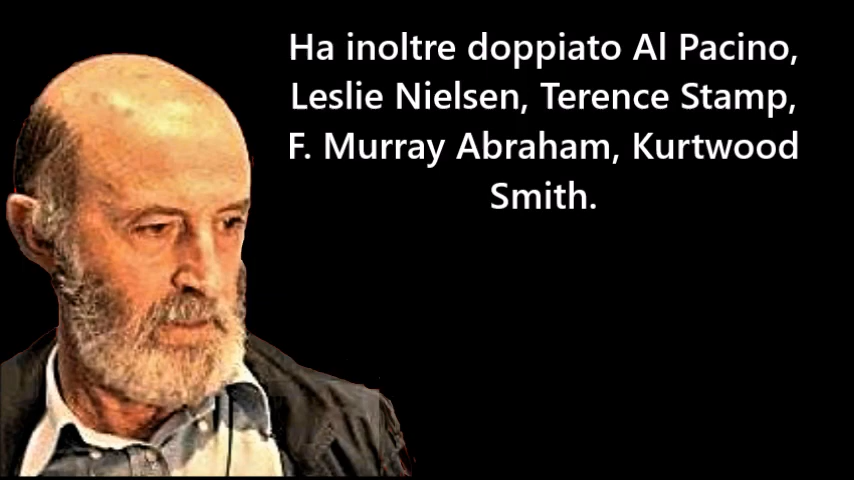 Ha inoltre doppiato Al Pacino,
Leslie Nielsen, Terence Stamp,
F. Murray Abraham, Kurtwood
Smith.